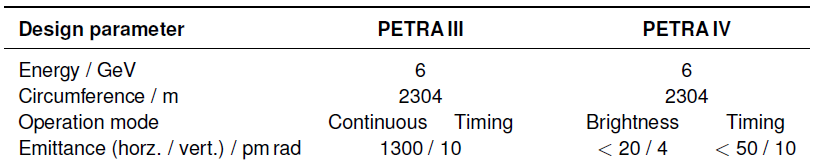 Design parameter PETRA III PETRA IV
Energy / GeV 6 6
Circumference / m 2304 2304
Operation mode Continuous Timing Brightness Timing
Emittance (horz. / vert.) / pm rad 1300 / 10 < 20 / 4 < 50 / 10